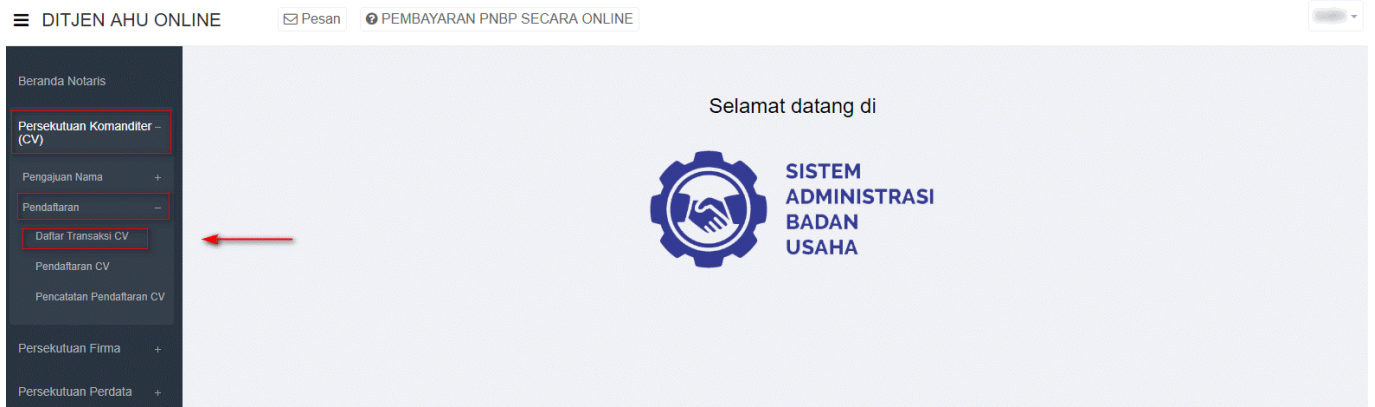 ☰ DITJEN AHU ONLINE
Pesan
PEMBAYARAN PNBP SECARA ONLINE
Beranda Notaris
Persekutuan Komanditer –
(CV)
Pengajuan Nama +
Pendaftaran –
Daftar Transaksi CV
Pendaftaran CV
Pencatatan Pendaftaran CV
Persekutuan Firma +
Persekutuan Perdata +
Selamat datang di
SISTEM
ADMINISTRASI
BADAN
USAHA